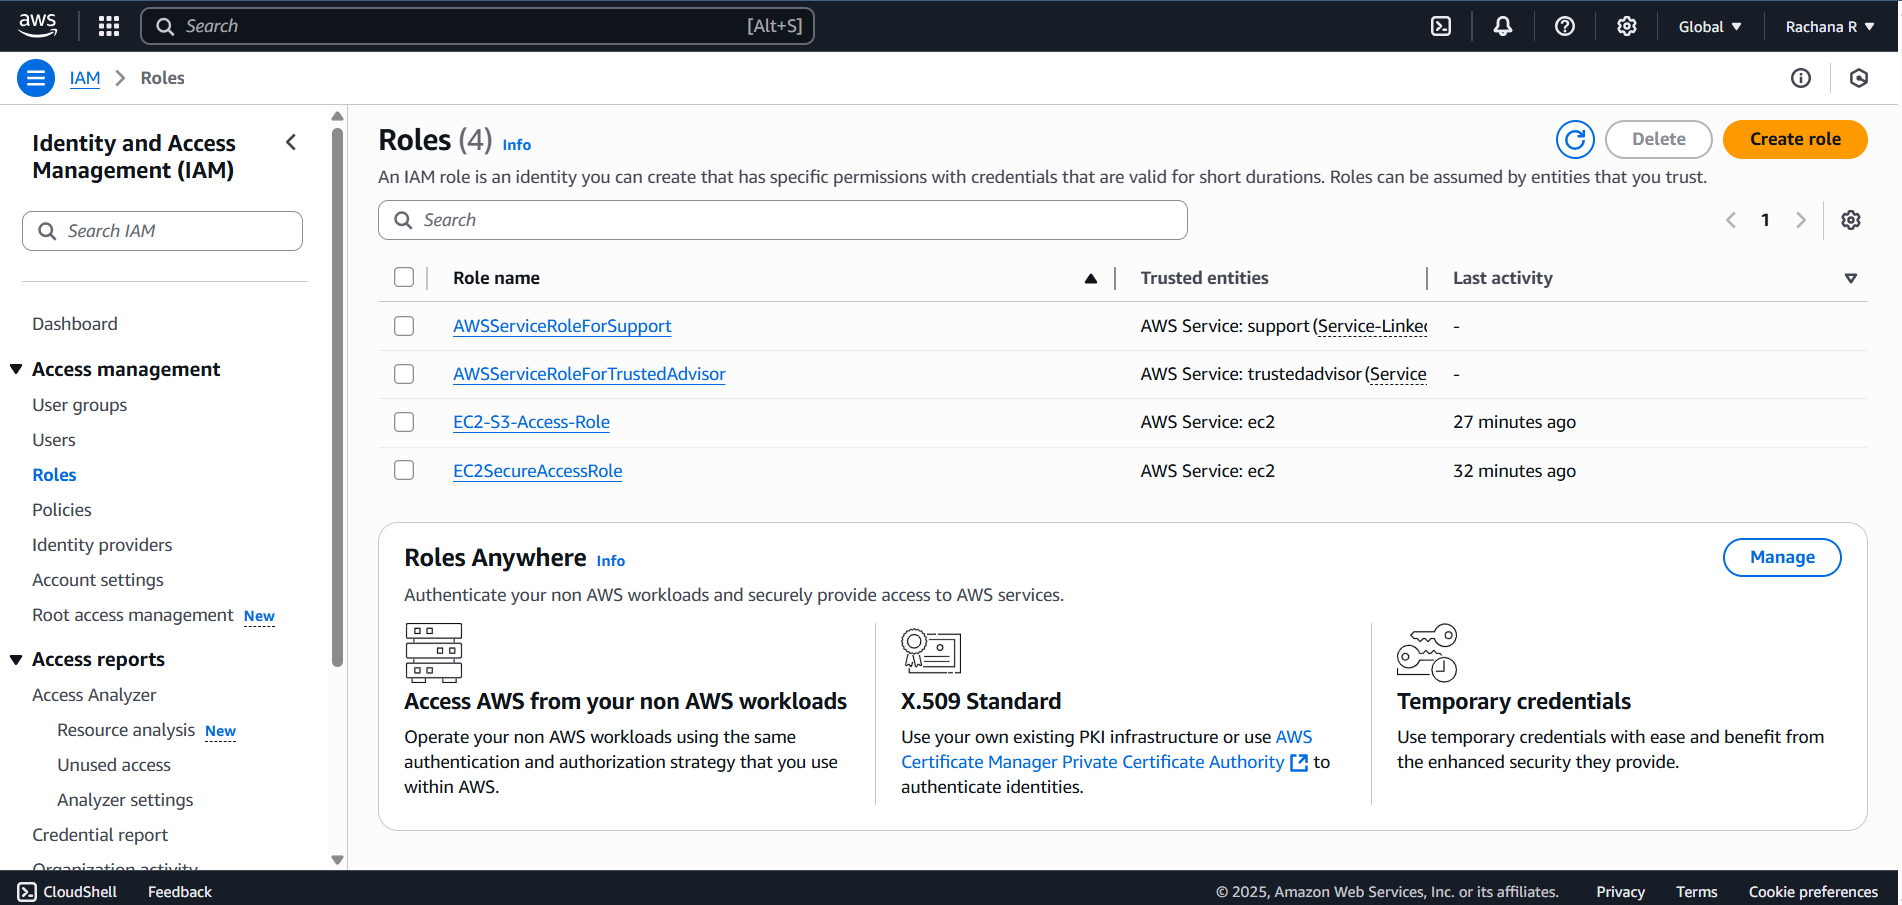 aws
Search [Alt+S]
Global ▼
Rachana R ▼
IAM > Roles
Identity and Access
Management (IAM)
Search IAM
Dashboard
Access management
User groups
Users
Roles
Policies
Identity providers
Account settings
Root access management New
Access reports
Access Analyzer
Resource analysis New
Unused access
Analyzer settings
Credential report
Organization activity
Roles (4) Info
Delete
Create role
An IAM role is an identity you can create that has specific permissions with credentials that are valid for short durations. Roles can be assumed by entities that you trust.
Search
1
Role name Trusted entities Last activity
AWSServiceRoleForSupport AWS Service: support (Service-Linked -
AWSServiceRoleForTrustedAdvisor AWS Service: trustedadvisor (Service -
EC2-S3-Access-Role AWS Service: ec2 27 minutes ago
EC2SecureAccessRole AWS Service: ec2 32 minutes ago
Roles Anywhere Info
Manage
Authenticate your non AWS workloads and securely provide access to AWS services.
Access AWS from your non AWS workloads
Operate your non AWS workloads using the same
authentication and authorization strategy that you use
within AWS.
X.509 Standard
Use your own existing PKI infrastructure or use AWS
Certificate Manager Private Certificate Authority to
authenticate identities.
Temporary credentials
Use temporary credentials with ease and benefit from
the enhanced security they provide.
CloudShell Feedback
© 2025, Amazon Web Services, Inc. or its affiliates. Privacy Terms Cookie preferences